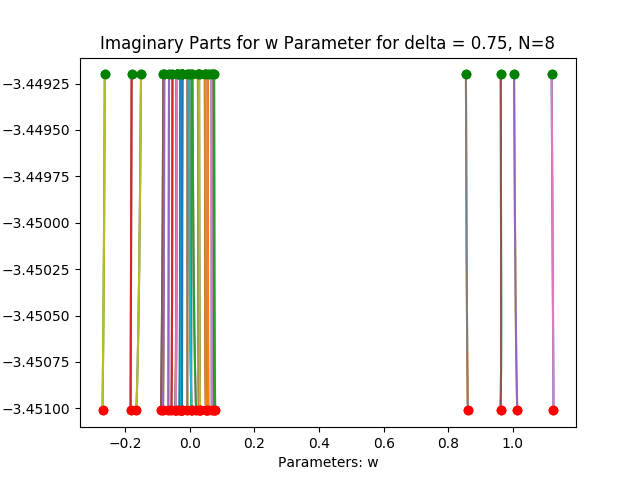 Imaginary Parts for w Parameter for delta = 0.75, N=8
−3.44925
−3.44950
−3.44975
−3.45000
−3.45025
−3.45050
−3.45075
−3.45100
−0.2 0.0 0.2 0.4 0.6 0.8 1.0
Parameters: w